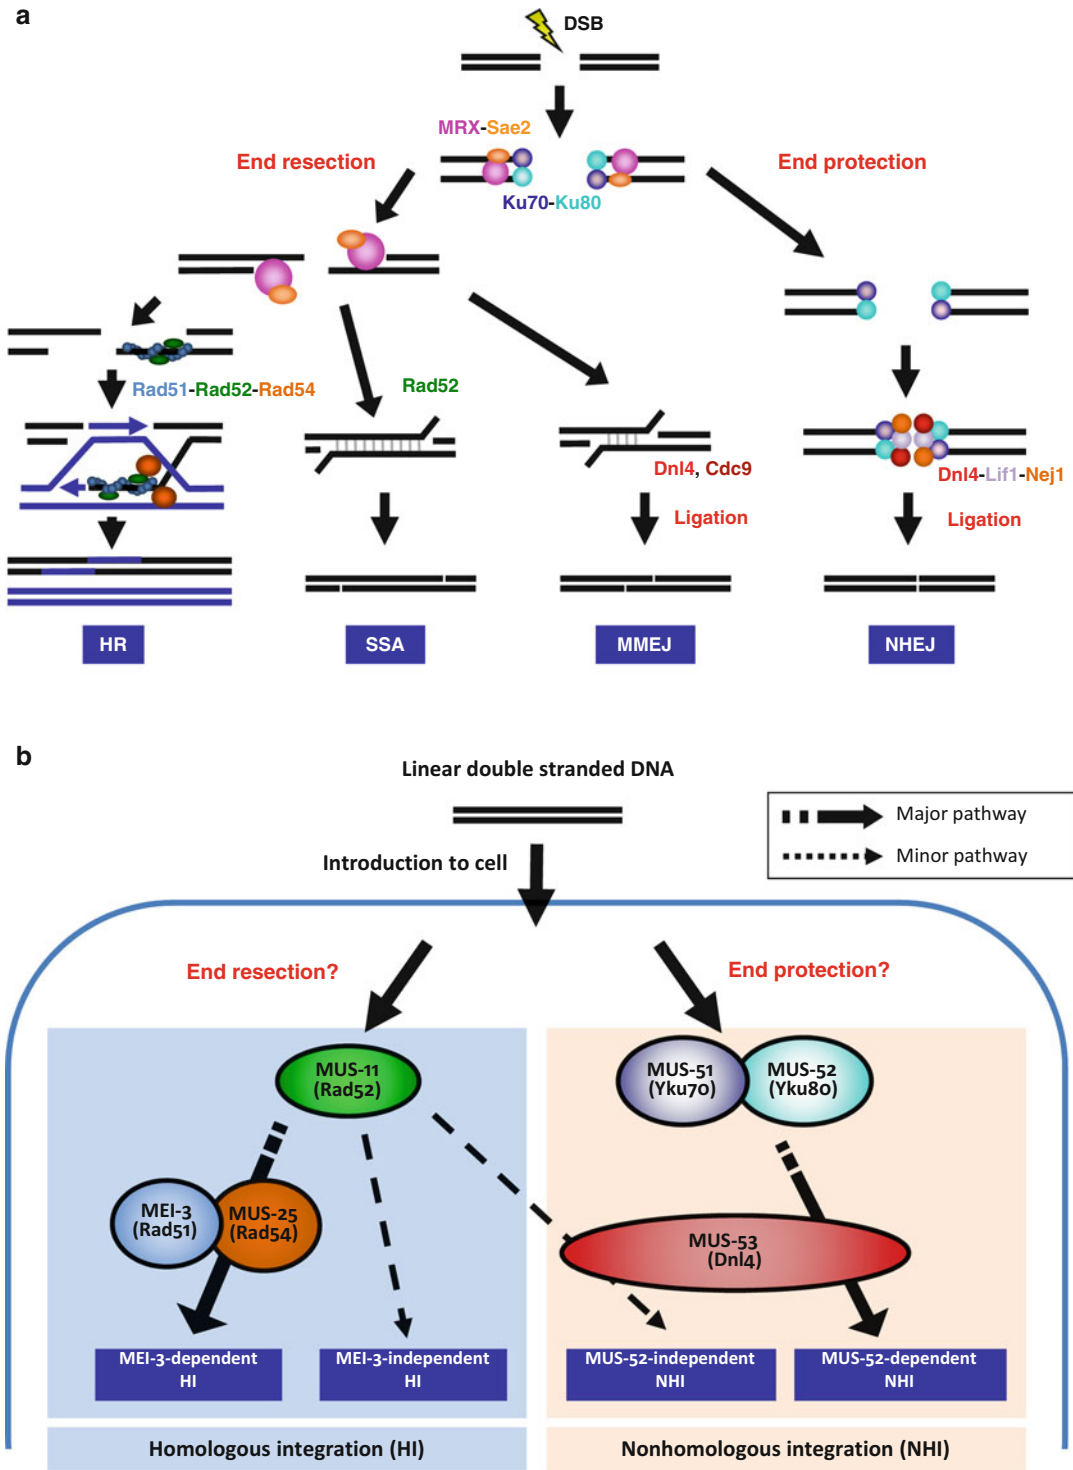 a
DSB
MRX-Sae2
End resection
End protection
Ku70-Ku80
Rad51-Rad52-Rad54
Rad52
Dnl4, Cdc9
Dnl4-Lif1-Nej1
Ligation
Ligation
HR
SSA
MMEJ
NHEJ
b
Linear double stranded DNA
Major pathway
Minor pathway
Introduction to cell
End resection?
End protection?
MUS-11
(Rad52)
MUS-51
(Yku70)
MUS-52
(Yku80)
MEI-3
(Rad51)
MUS-25
(Rad54)
MUS-53
(Dnl4)
MEI-3-dependent
HI
MEI-3-independent
HI
MUS-52-independent
NHI
MUS-52-dependent
NHI
Homologous integration (HI)
Nonhomologous integration (NHI)